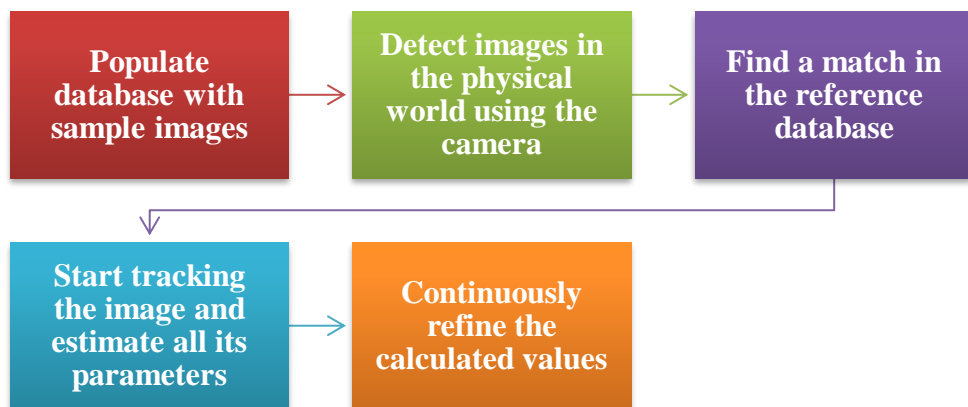 Populate
database with
sample images
Detect images in
the physical
world using the
camera
Find a match in
the reference
database
Start tracking
the image and
estimate all its
parameters
Continuously
refine the
calculated values